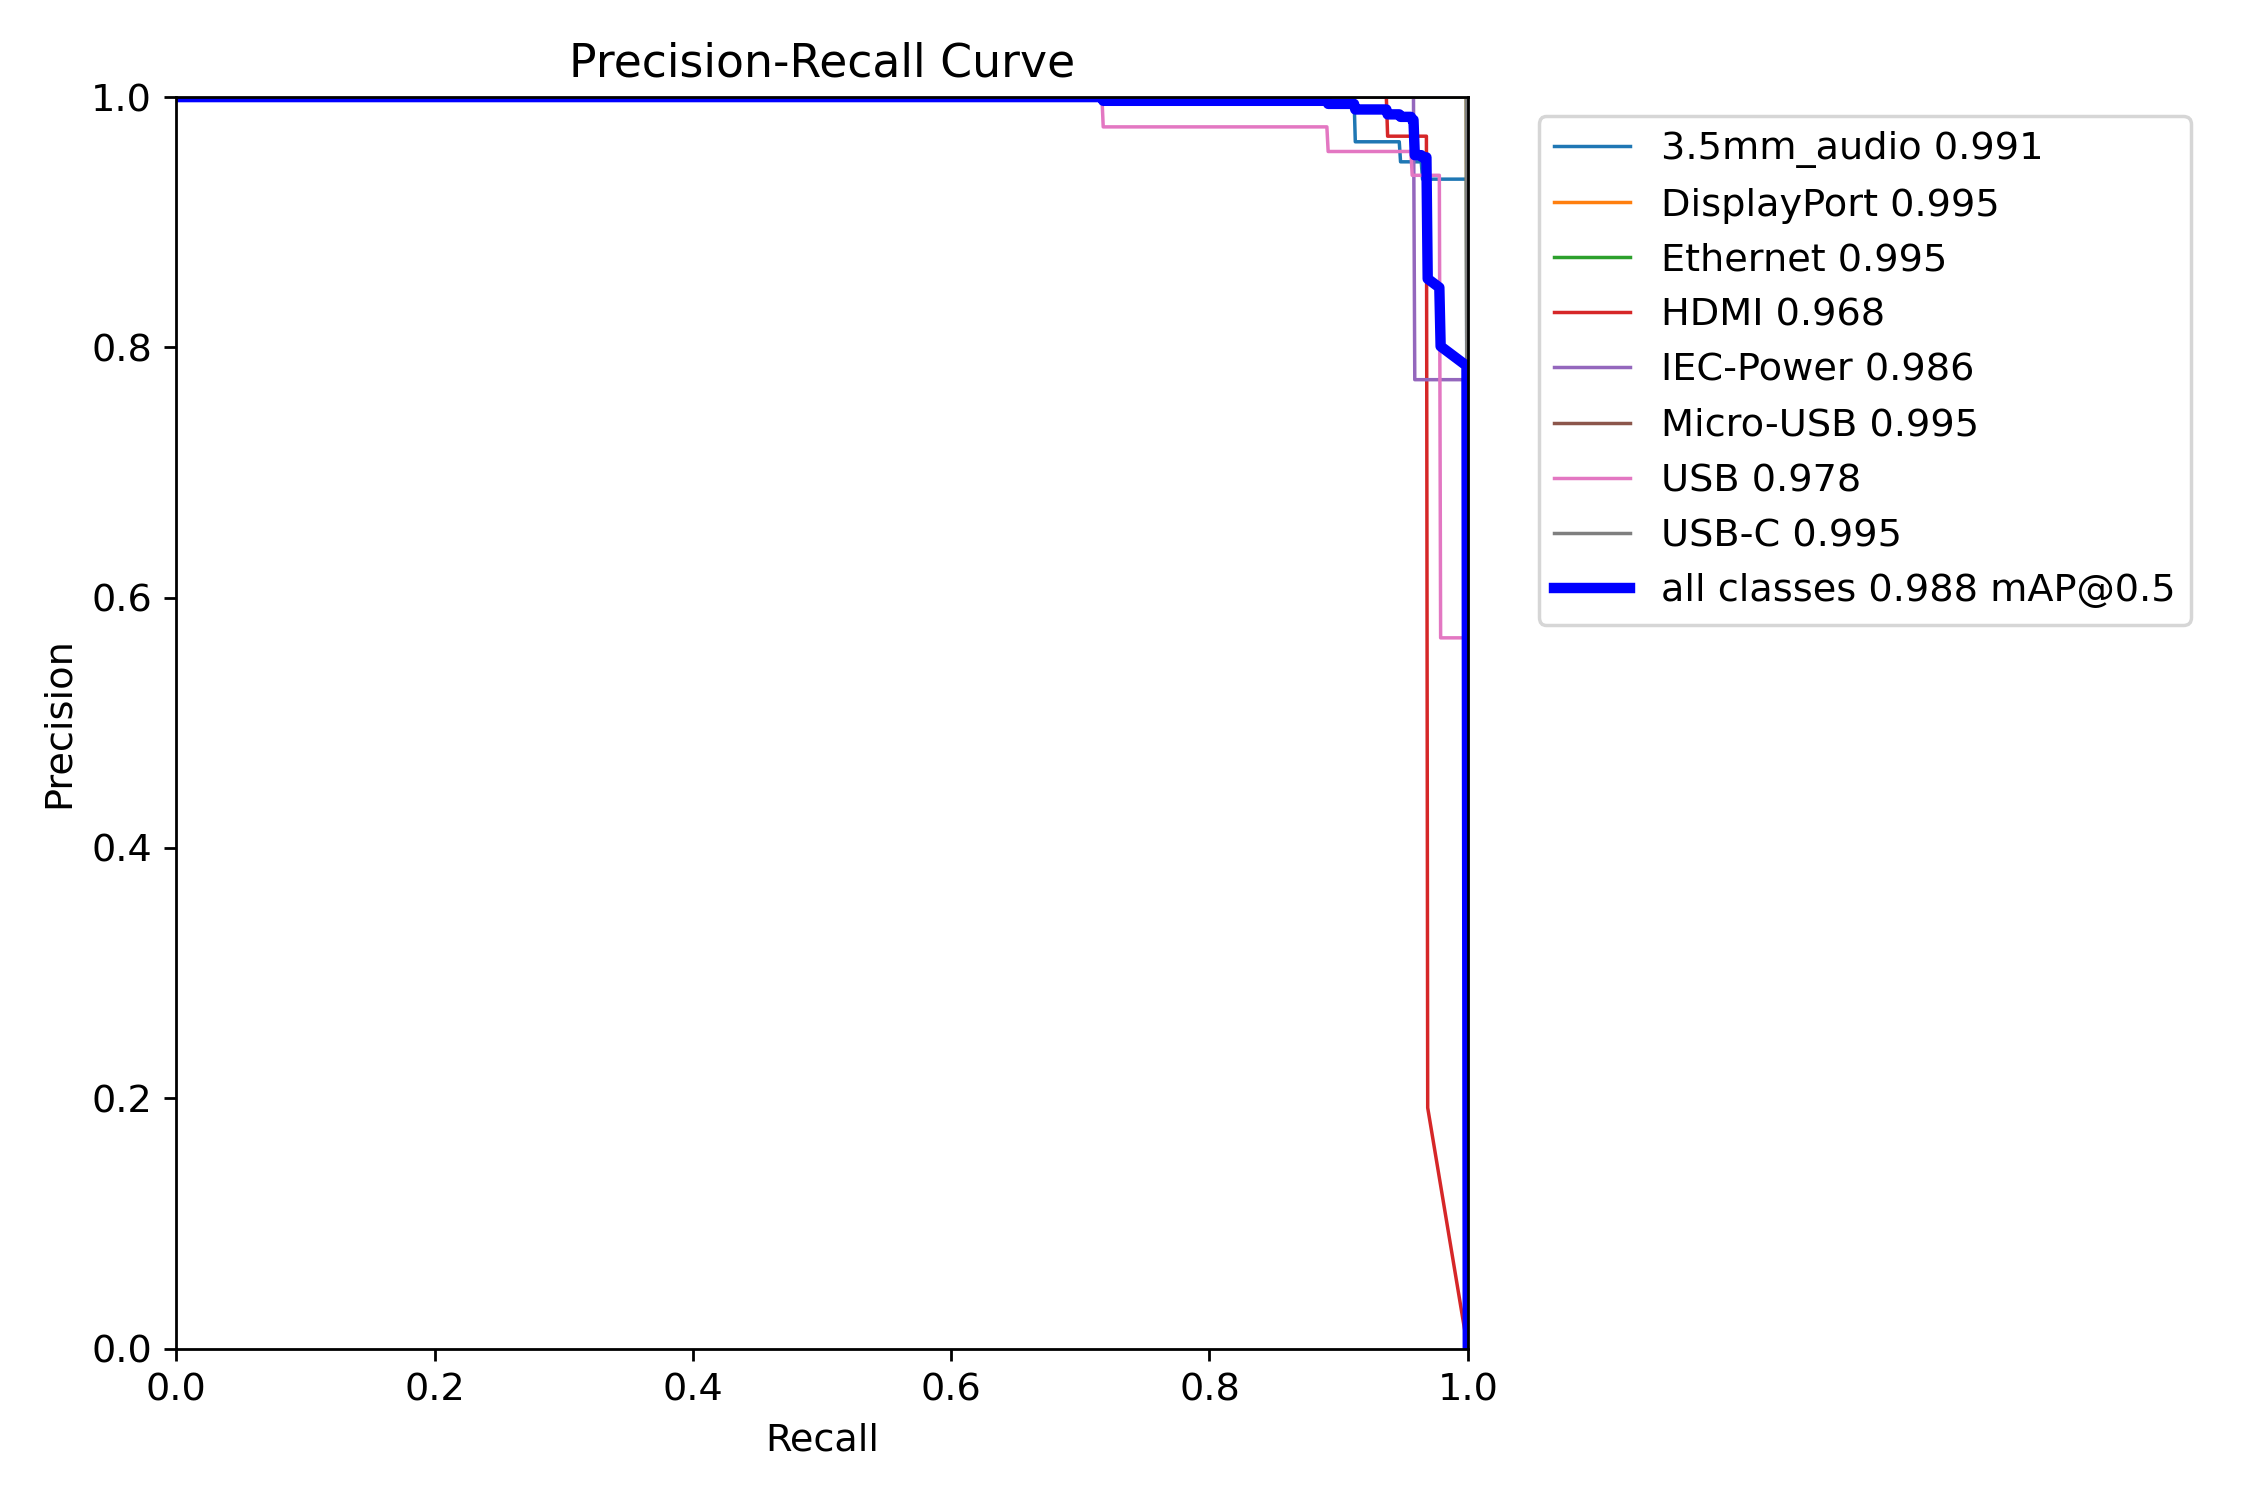 Precision-Recall Curve
1.0
0.8
0.6
0.4
0.2
0.0
Precision
0.0 0.2 0.4 0.6 0.8 1.0
Recall
3.5mm_audio 0.991
DisplayPort 0.995
Ethernet 0.995
HDMI 0.968
IEC-Power 0.986
Micro-USB 0.995
USB 0.978
USB-C 0.995
all classes 0.988 mAP@0.5